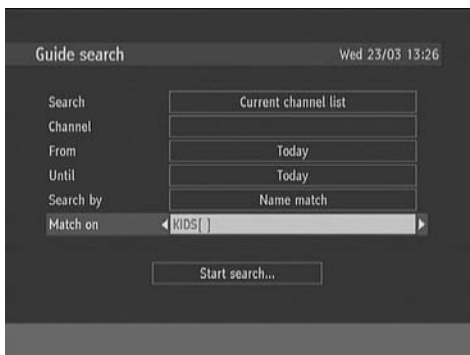 Guide search Wed 23/03 13:26
Search Current channel list
Channel
From Today
Until Today
Search by Name match
Match on KIDS[ ]
Start search...